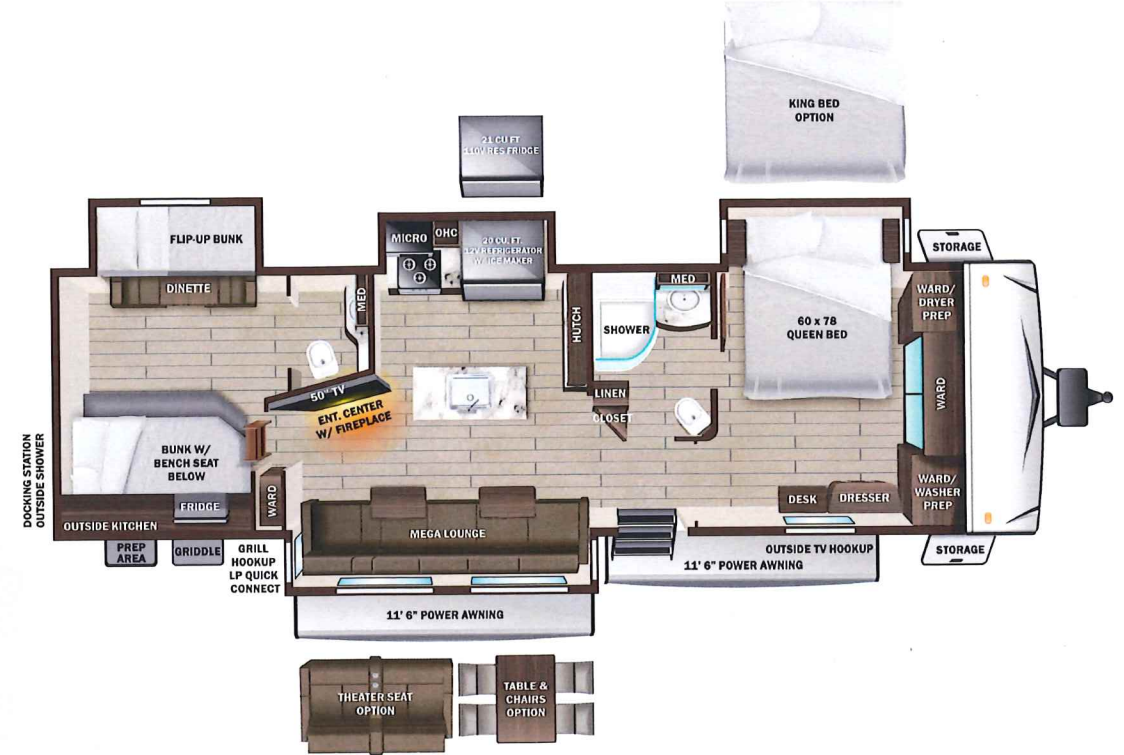 KING BED
OPTION
21 CU FT
110V RES FRIDGE
FLIP-UP BUNK
DINETTE
MED
MICRO
OHC
20 CU. FT.
12V REFRIGERATOR
W/ICE MAKER
HUTCH
SHOWER
MED
60 x 78
QUEEN BED
STORAGE
WARD/
DRYER
PREP
WARD
50" TV
ENT. CENTER
W/ FIREPLACE
LINEN
CLOSET
BUNK W/
BENCH SEAT
BELOW
DOCKING STATION
OUTSIDE SHOWER
FRIDGE
OUTSIDE KITCHEN
WARD
MEGA LOUNGE
DESK
DRESSER
WARD/
WASHER
PREP
PREP
AREA
GRIDDLE
GRILL
HOOKUP
LP QUICK
CONNECT
OUTSIDE TV HOOKUP
11' 6" POWER AWNING
STORAGE
11' 6" POWER AWNING
THEATER SEAT
OPTION
TABLE &
CHAIRS
OPTION